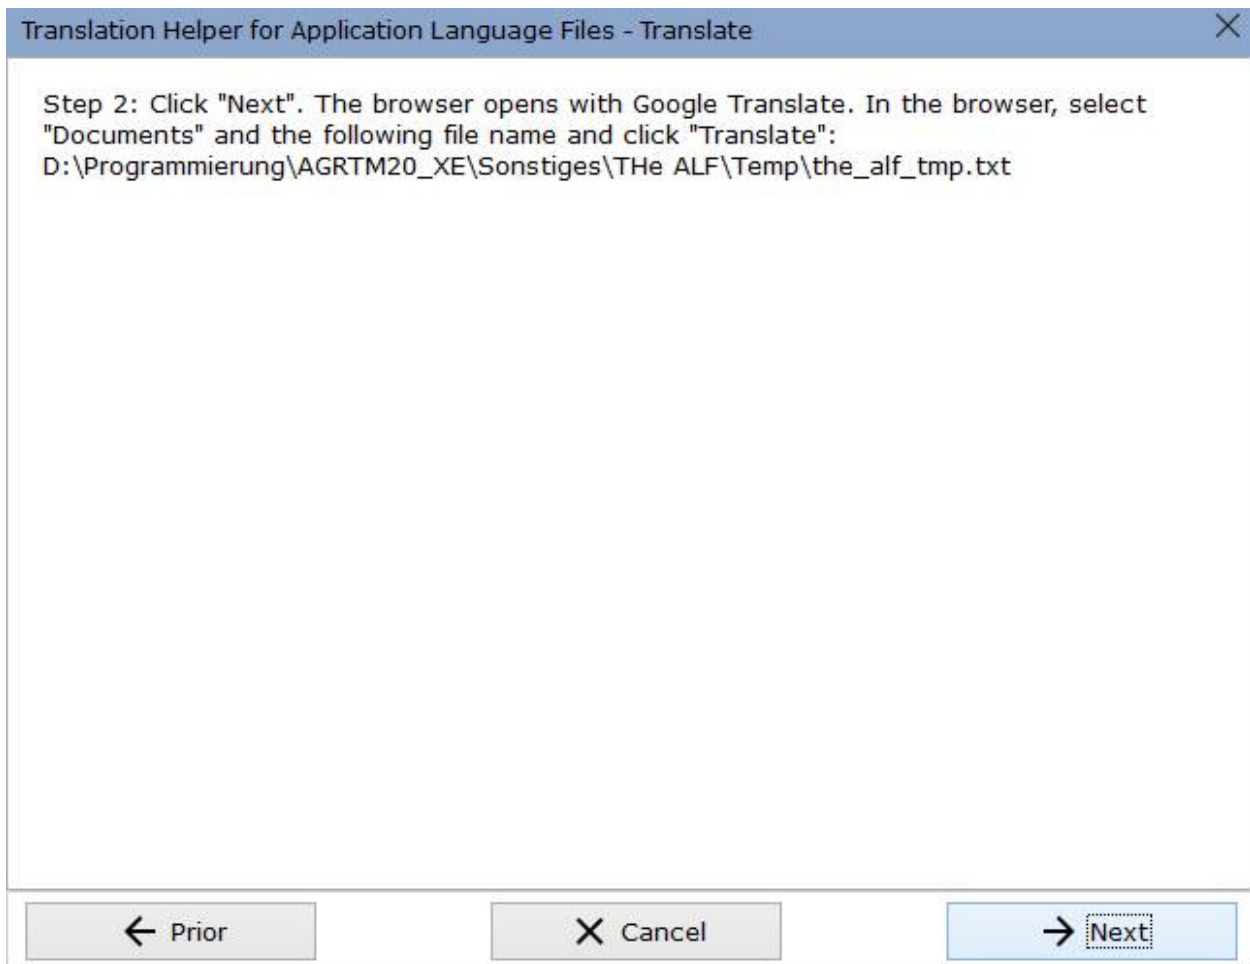 Translation Helper for Application Language Files - Translate
Step 2: Click "Next". The browser opens with Google Translate. In the browser, select
"Documents" and the following file name and click "Translate":
D:\Programmierung\AGRTM20_XE\Sonstiges\THe ALF\Temp\the_alf_tmp.txt
Prior
Cancel
Next